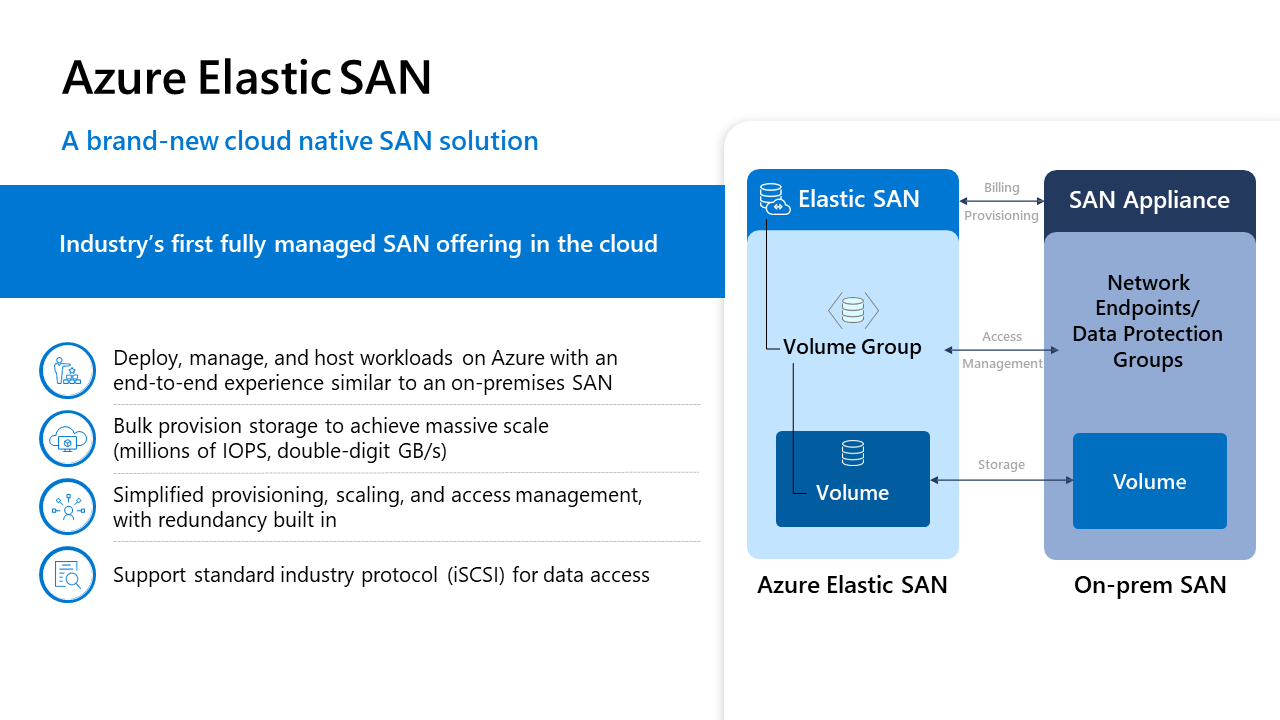 Azure Elastic SAN
A brand-new cloud native SAN solution
Industry’s first fully managed SAN offering in the cloud
Deploy, manage, and host workloads on Azure with an
end-to-end experience similar to an on-premises SAN
Bulk provision storage to achieve massive scale
(millions of IOPS, double-digit GB/s)
Simplified provisioning, scaling, and access management,
with redundancy built in
Support standard industry protocol (iSCSI) for data access
Elastic SAN
Volume Group
Volume
Azure Elastic SAN
Billing
Provisioning
Access
Management
Storage
SAN Appliance
Network
Endpoints/
Data Protection
Groups
Volume
On-prem SAN